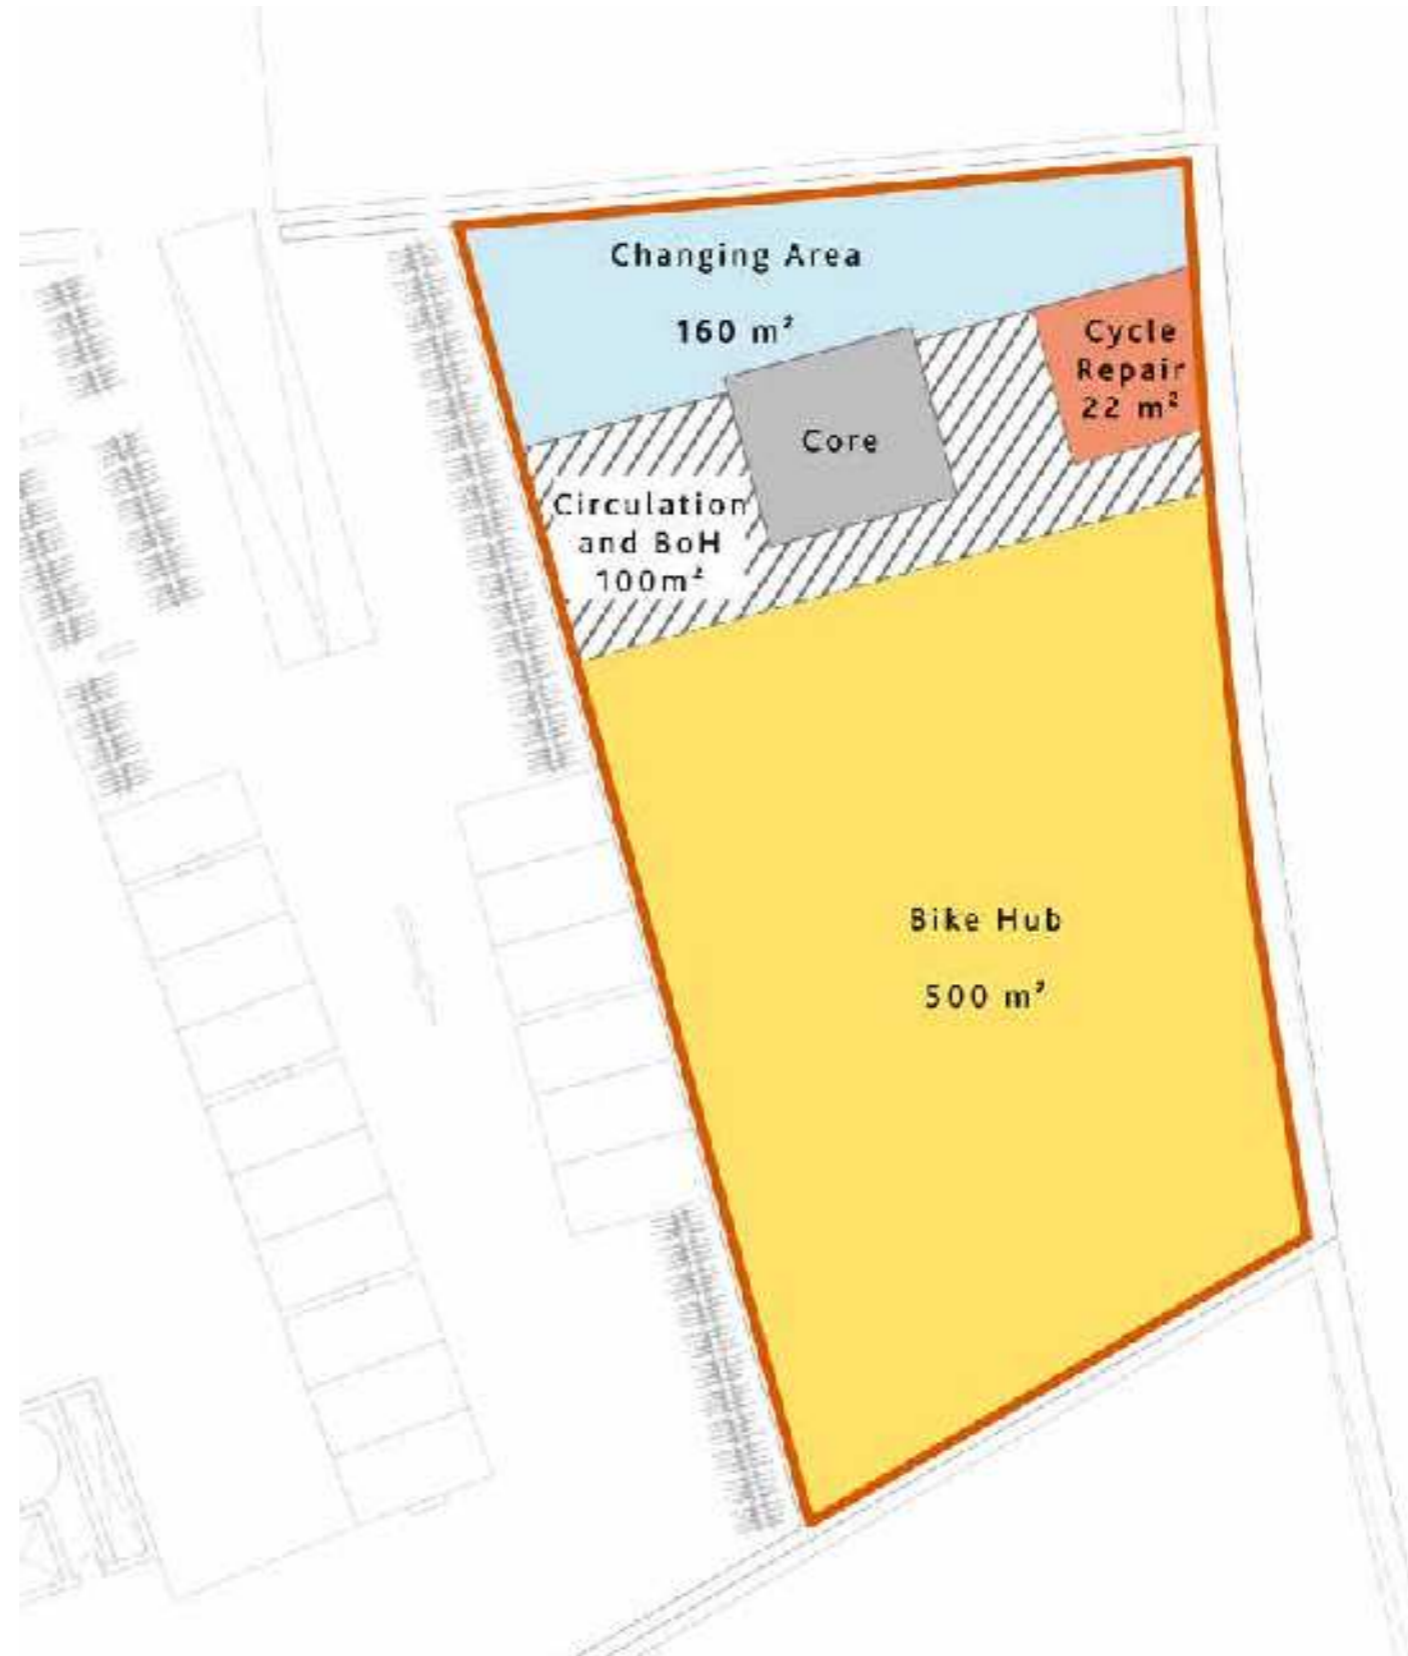 Changing Area
160 m²
Cycle
Repair
22 m²
Core
Circulation
and BoH
100m²
Bike Hub
500 m²